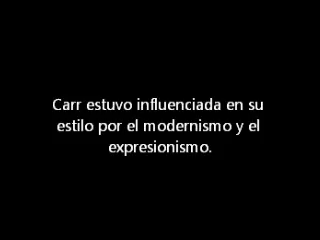 Carr estuvo influenciada en su
estilo por el modernismo y el
expresionismo.